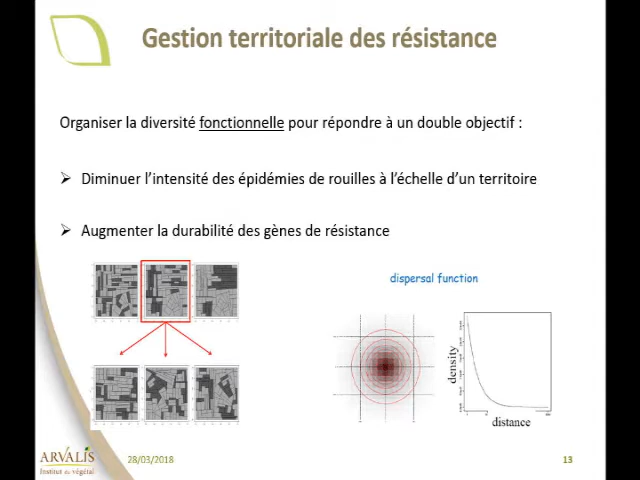 Gestion territoriale des résistance
Organiser la diversité fonctionnelle pour répondre à un double objectif :
Diminuer l'intensité des épidémies de rouilles à l'échelle d'un territoire
Augmenter la durabilité des gènes de résistance
dispersal function
density
distance
ARVALIS
Institut du végétal
28/03/2018
13